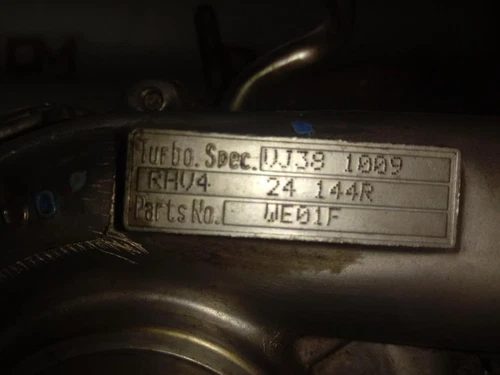 Turbo. Spec. VJ38 1009
RHV4 24 144R
Parts No. WE01F